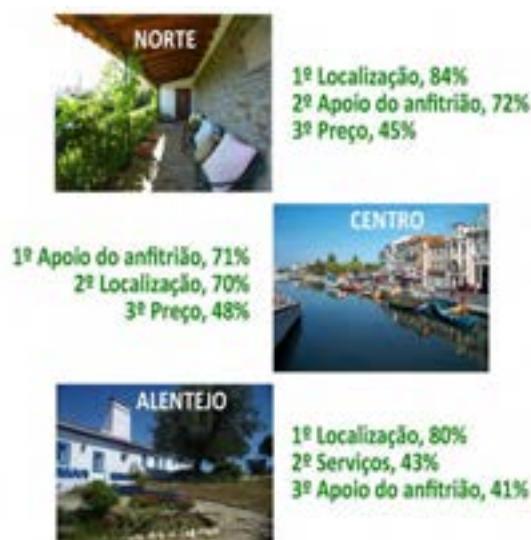 NORTE
1º Localização, 84%
2º Apoio do anfitrião, 72%
3º Preço, 45%
CENTRO
1º Apoio do anfitrião, 71%
2º Localização, 70%
3º Preço, 48%
ALENTEJO
1º Localização, 80%
2º Serviços, 43%
3º Apoio do anfitrião, 41%